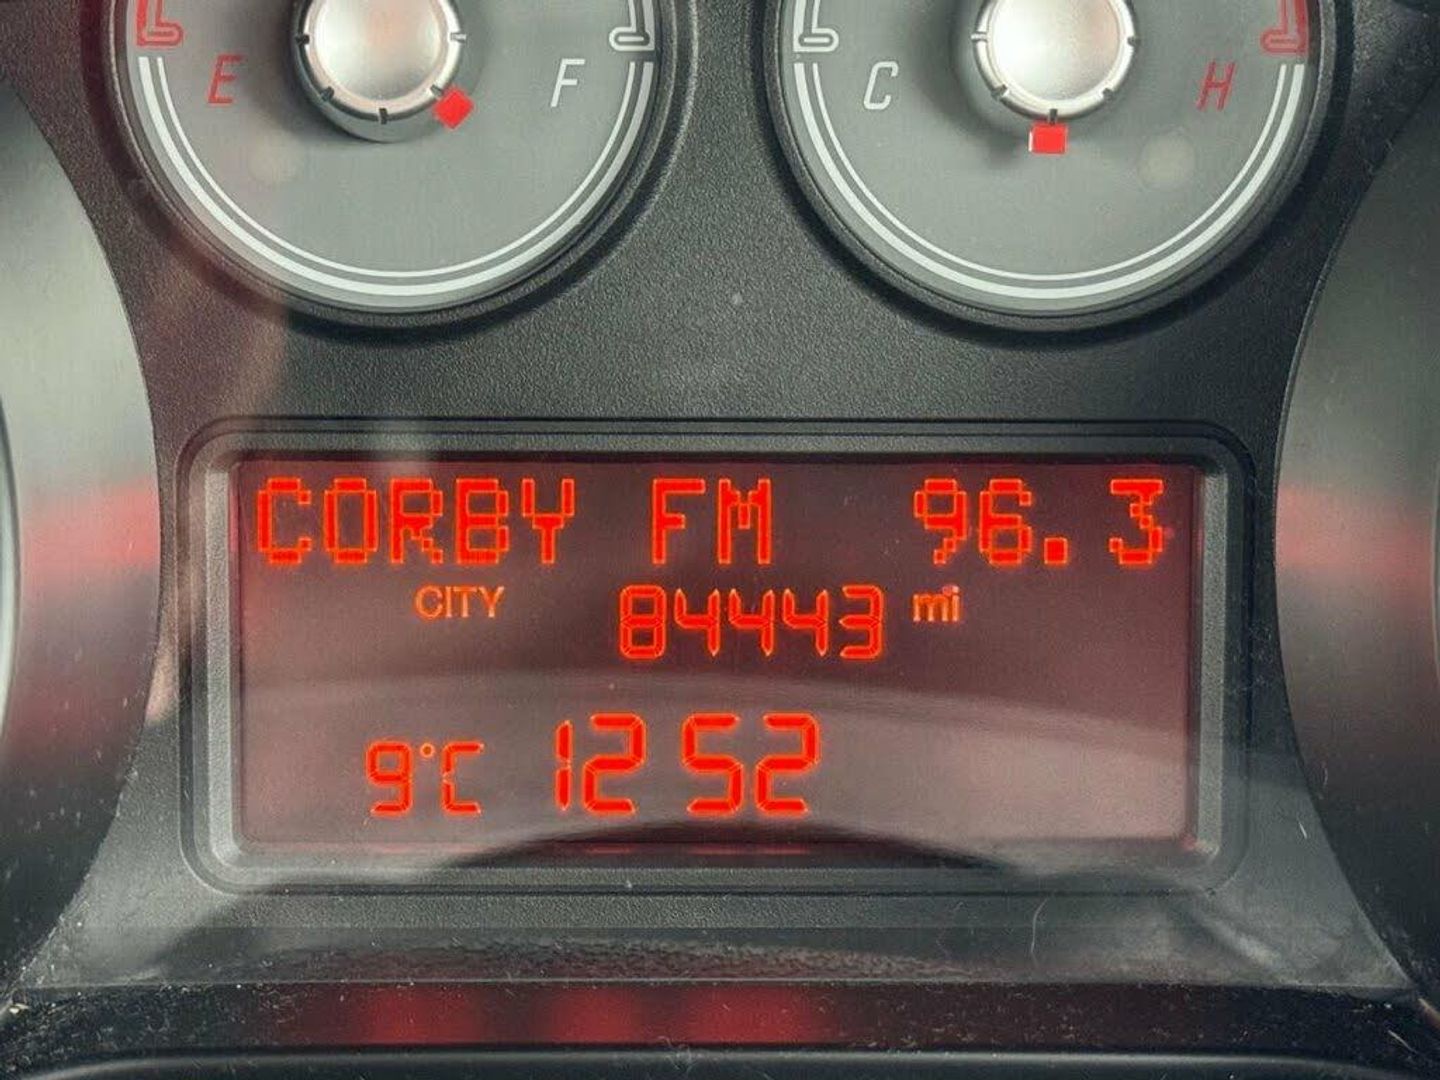 E F C H
CORBY FM 96.3
CITY 84443 mi
9°C 12 52